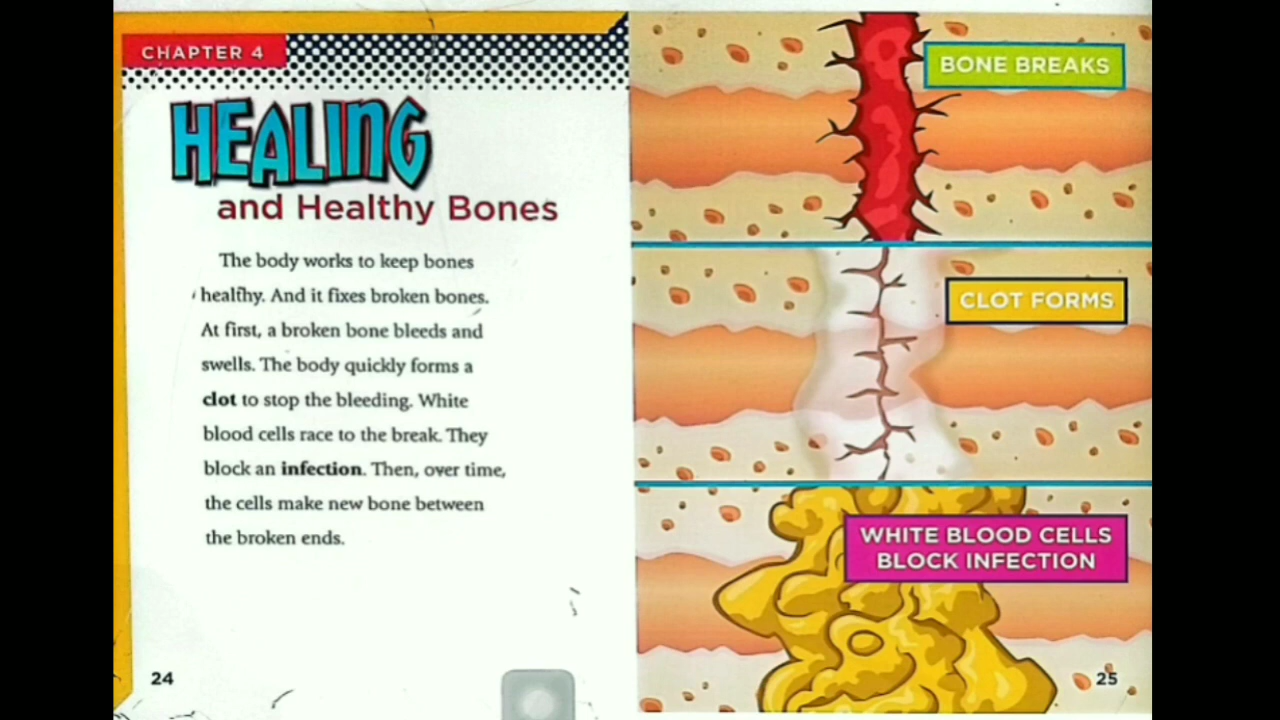 CHAPTER 4
HEALING
and Healthy Bones
The body works to keep bones
healthy. And it fixes broken bones.
At first, a broken bone bleeds and
swells. The body quickly forms a
clot to stop the bleeding. White
blood cells race to the break. They
block an infection. Then, over time,
the cells make new bone between
the broken ends.
24
BONE BREAKS
CLOT FORMS
WHITE BLOOD CELLS
BLOCK INFECTION
25